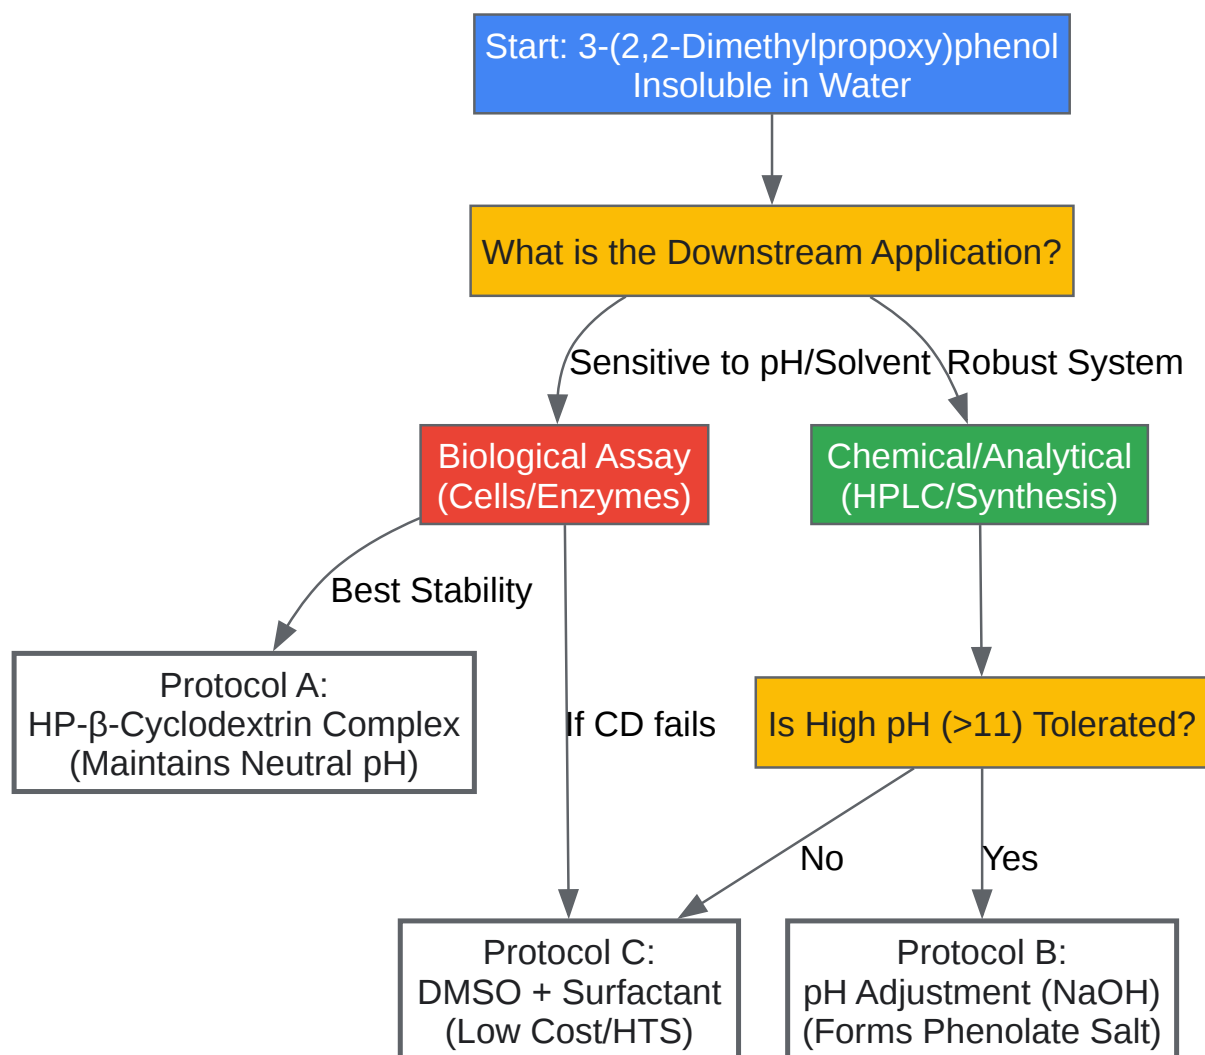 Start: 3-(2,2-Dimethylpropoxy)phenol
Insoluble in Water
What is the Downstream Application?
Sensitive to pH/Solvent
Robust System
Biological Assay
(Cells/Enzymes)
Chemical/Analytical
(HPLC/Synthesis)
Best Stability
Protocol A:
HP-β-Cyclodextrin Complex
(Maintains Neutral pH)
If CD fails
Is High pH (>11) Tolerated?
No
Yes
Protocol C:
DMSO + Surfactant
(Low Cost/HTS)
Protocol B:
pH Adjustment (NaOH)
(Forms Phenolate Salt)